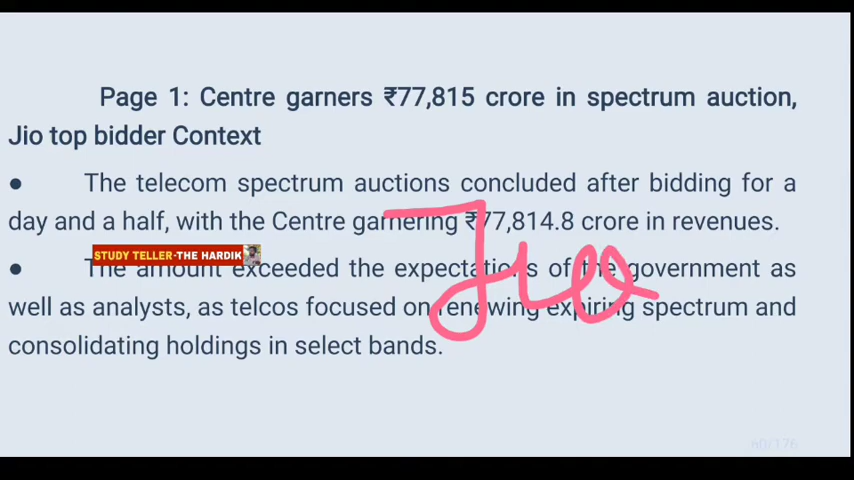 Page 1: Centre garners ₹77,815 crore in spectrum auction,
Jio top bidder Context
● The telecom spectrum auctions concluded after bidding for a
day and a half, with the Centre garnering ₹77,814.8 crore in revenues.
STUDY TELLER-THE HARDIK
● The amount exceeded the expectations of the government as
well as analysts, as telcos focused on renewing expiring spectrum and
consolidating holdings in select bands.
Jio
60/176